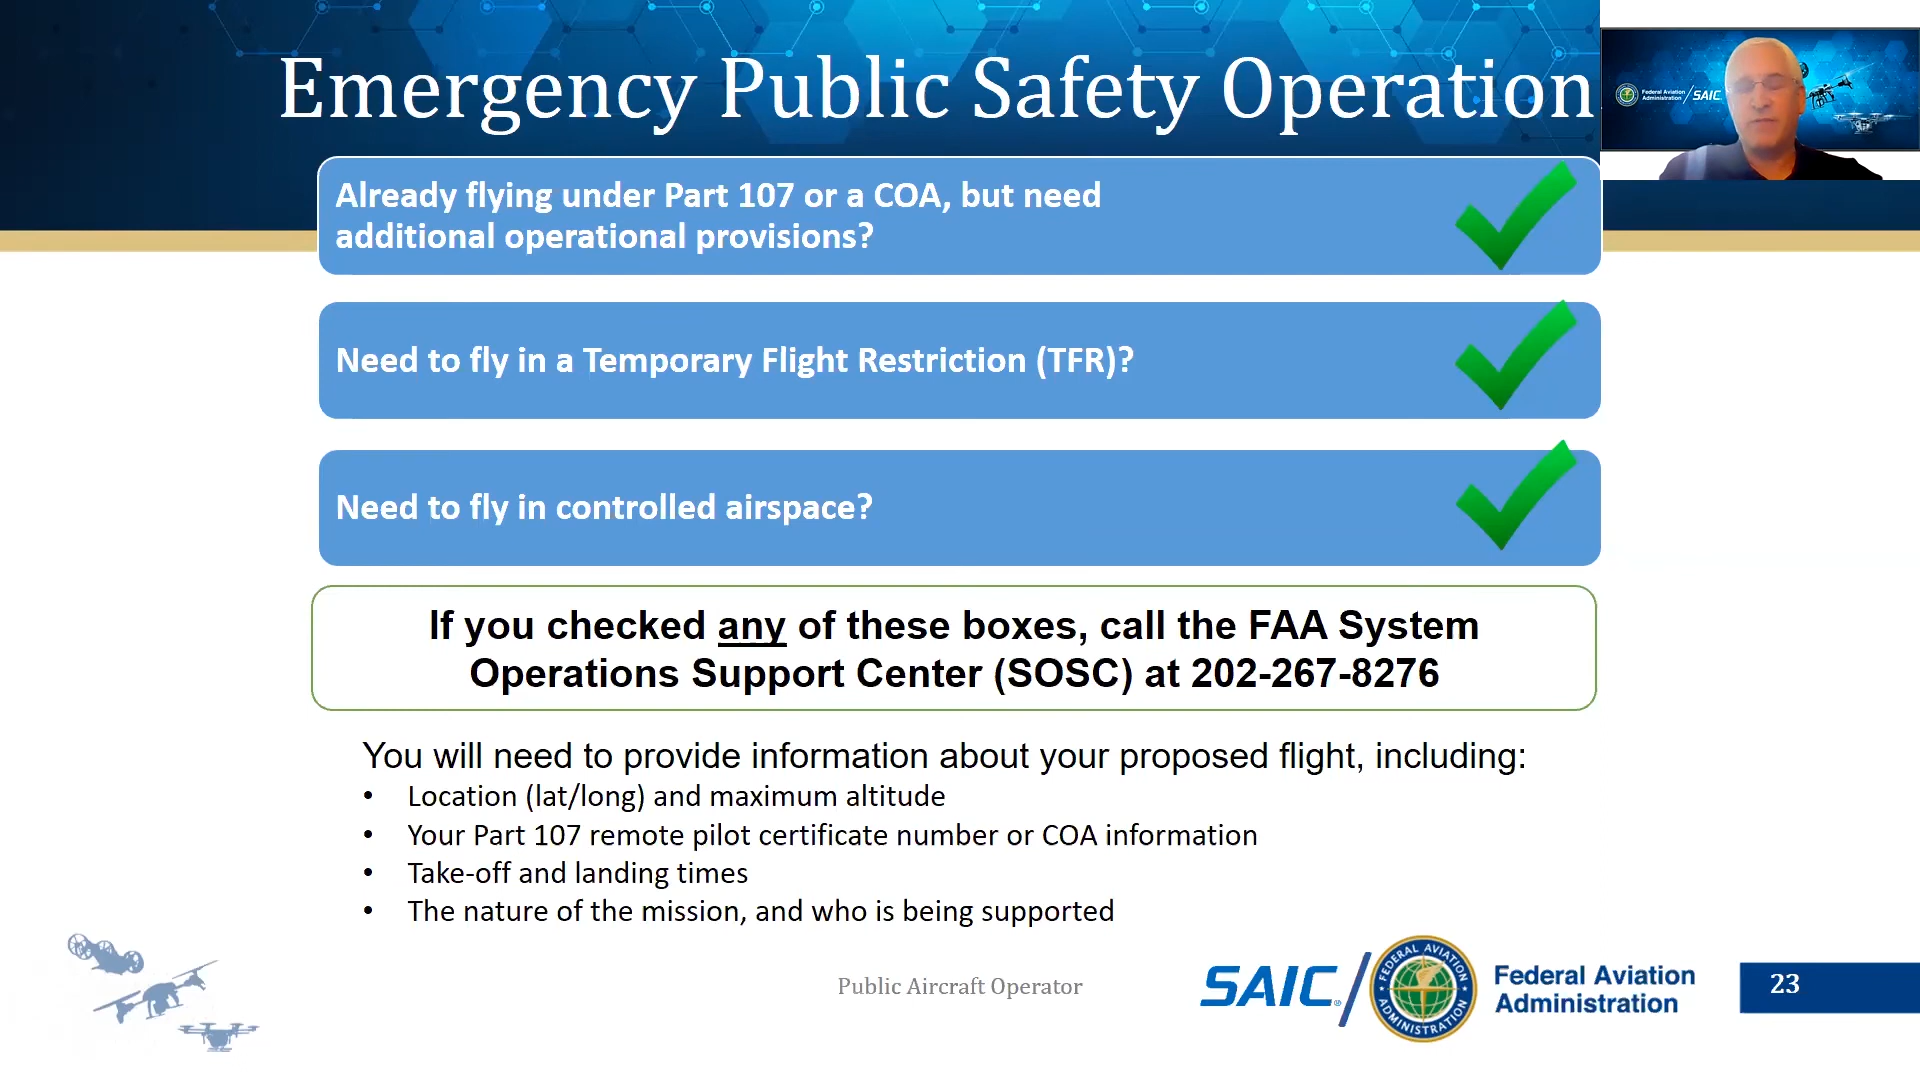 Emergency Public Safety Operation
Federal Aviation
Administration
SAIC
Already flying under Part 107 or a COA, but need
additional operational provisions?
Need to fly in a Temporary Flight Restriction (TFR)?
Need to fly in controlled airspace?
If you checked any of these boxes, call the FAA System
Operations Support Center (SOSC) at 202-267-8276
You will need to provide information about your proposed flight, including:
• Location (lat/long) and maximum altitude
• Your Part 107 remote pilot certificate number or COA information
• Take-off and landing times
• The nature of the mission, and who is being supported
Public Aircraft Operator
SAIC®
FEDERAL AVIATION
ADMINISTRATION
Federal Aviation
Administration
23